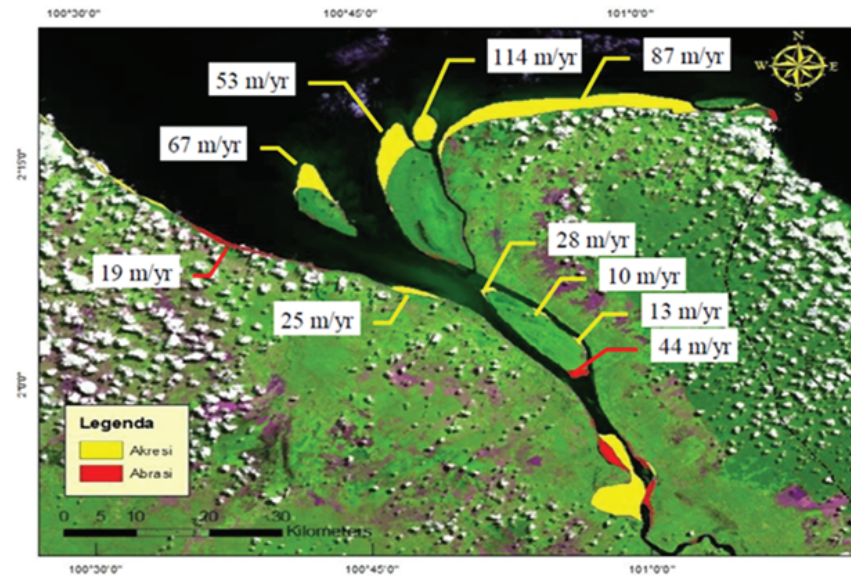 100°30'0"
100°45'0"
101°0'0"
N
W
E
S
114 m/yr
87 m/yr
53 m/yr
67 m/yr
2°15'0"
28 m/yr
19 m/yr
10 m/yr
25 m/yr
13 m/yr
44 m/yr
2°0'0"
Legenda
Akresi
Abrasi
0 5 10 20 30
Kilometers
100°30'0"
100°45'0"
101°0'0"